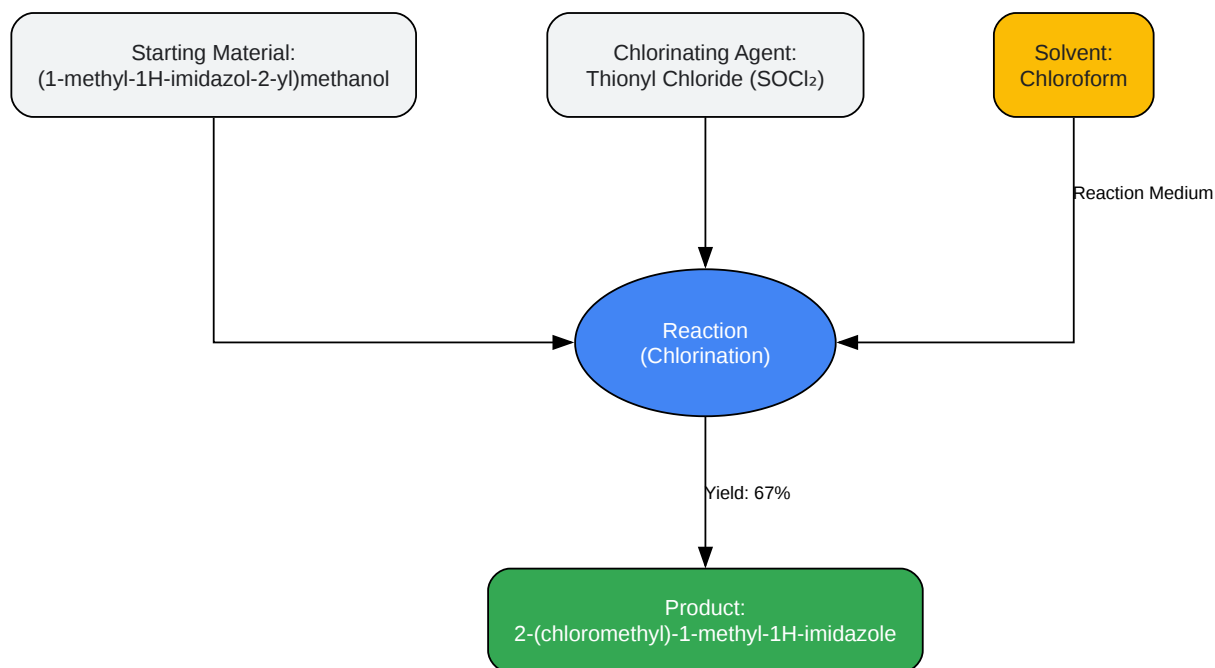 Starting Material:
(1-methyl-1H-imidazol-2-yl)methanol
Chlorinating Agent:
Thionyl Chloride (SOCl₂)
Solvent:
Chloroform
Reaction Medium
Reaction
(Chlorination)
Yield: 67%
Product:
2-(chloromethyl)-1-methyl-1H-imidazole